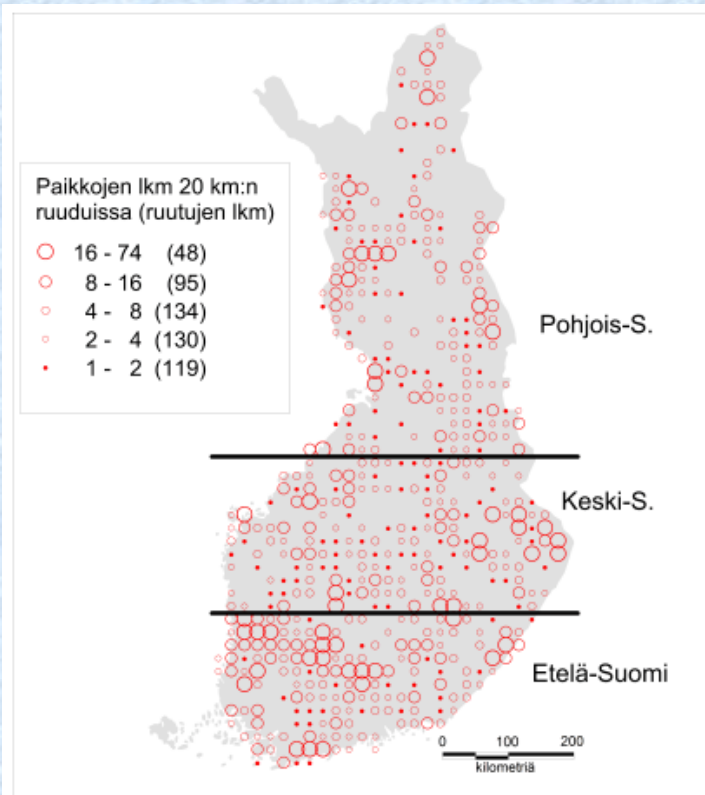 Paikkojen lkm 20 km:n
ruuduissa (ruutujen lkm)
16 - 74 (48)
8 - 16 (95)
4 - 8 (134)
2 - 4 (130)
1 - 2 (119)
Pohjois-S.
Keski-S.
Etelä-Suomi
0 100 200
kilometriä